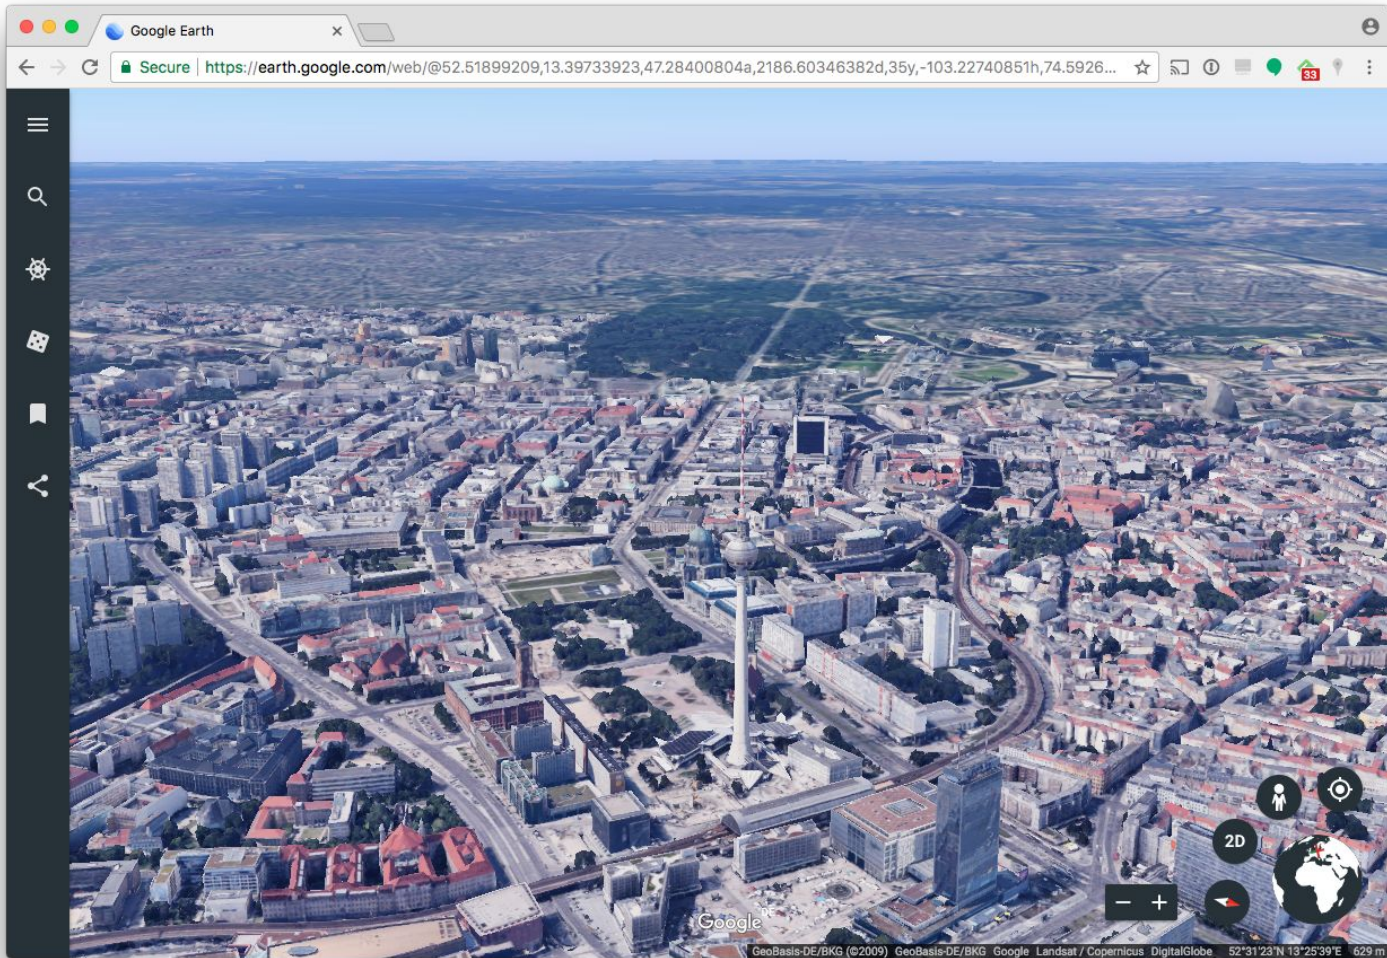 Google Earth
Secure | https://earth.google.com/web/@52.51899209,13.39733923,47.28400804a,2186.60346382d,35y,-103.22740851h,74.5926...
33
2D
Google
DE
GeoBasis-DE/BKG (©2009) GeoBasis-DE/BKG Google Landsat / Copernicus DigitalGlobe 52°31'23"N 13°25'39"E 629 m